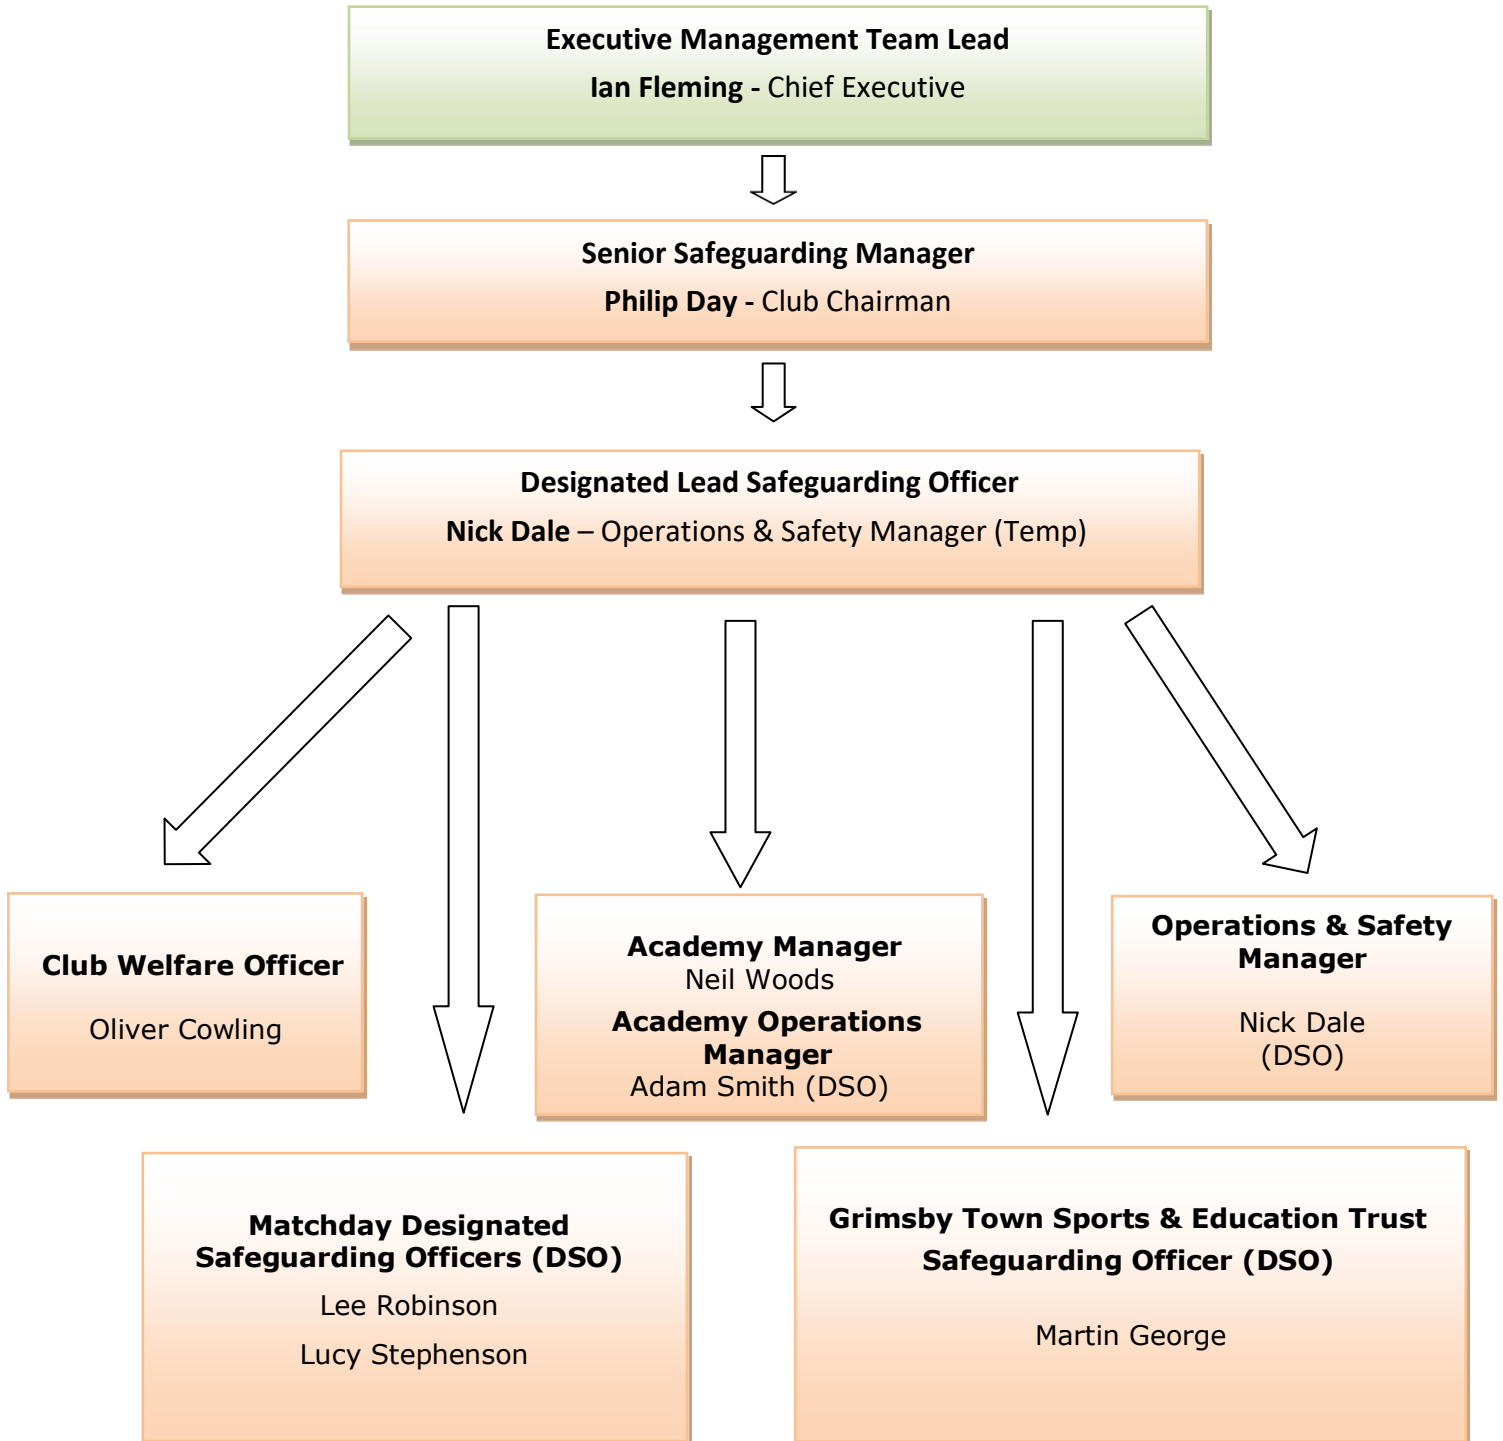 Executive Management Team Lead
Ian Fleming - Chief Executive
Senior Safeguarding Manager
Philip Day - Club Chairman
Designated Lead Safeguarding Officer
Nick Dale – Operations & Safety Manager (Temp)
Club Welfare Officer
Oliver Cowling
Academy Manager
Neil Woods
Academy Operations
Manager
Adam Smith (DSO)
Operations & Safety
Manager
Nick Dale
(DSO)
Matchday Designated
Safeguarding Officers (DSO)
Lee Robinson
Lucy Stephenson
Grimsby Town Sports & Education Trust
Safeguarding Officer (DSO)
Martin George